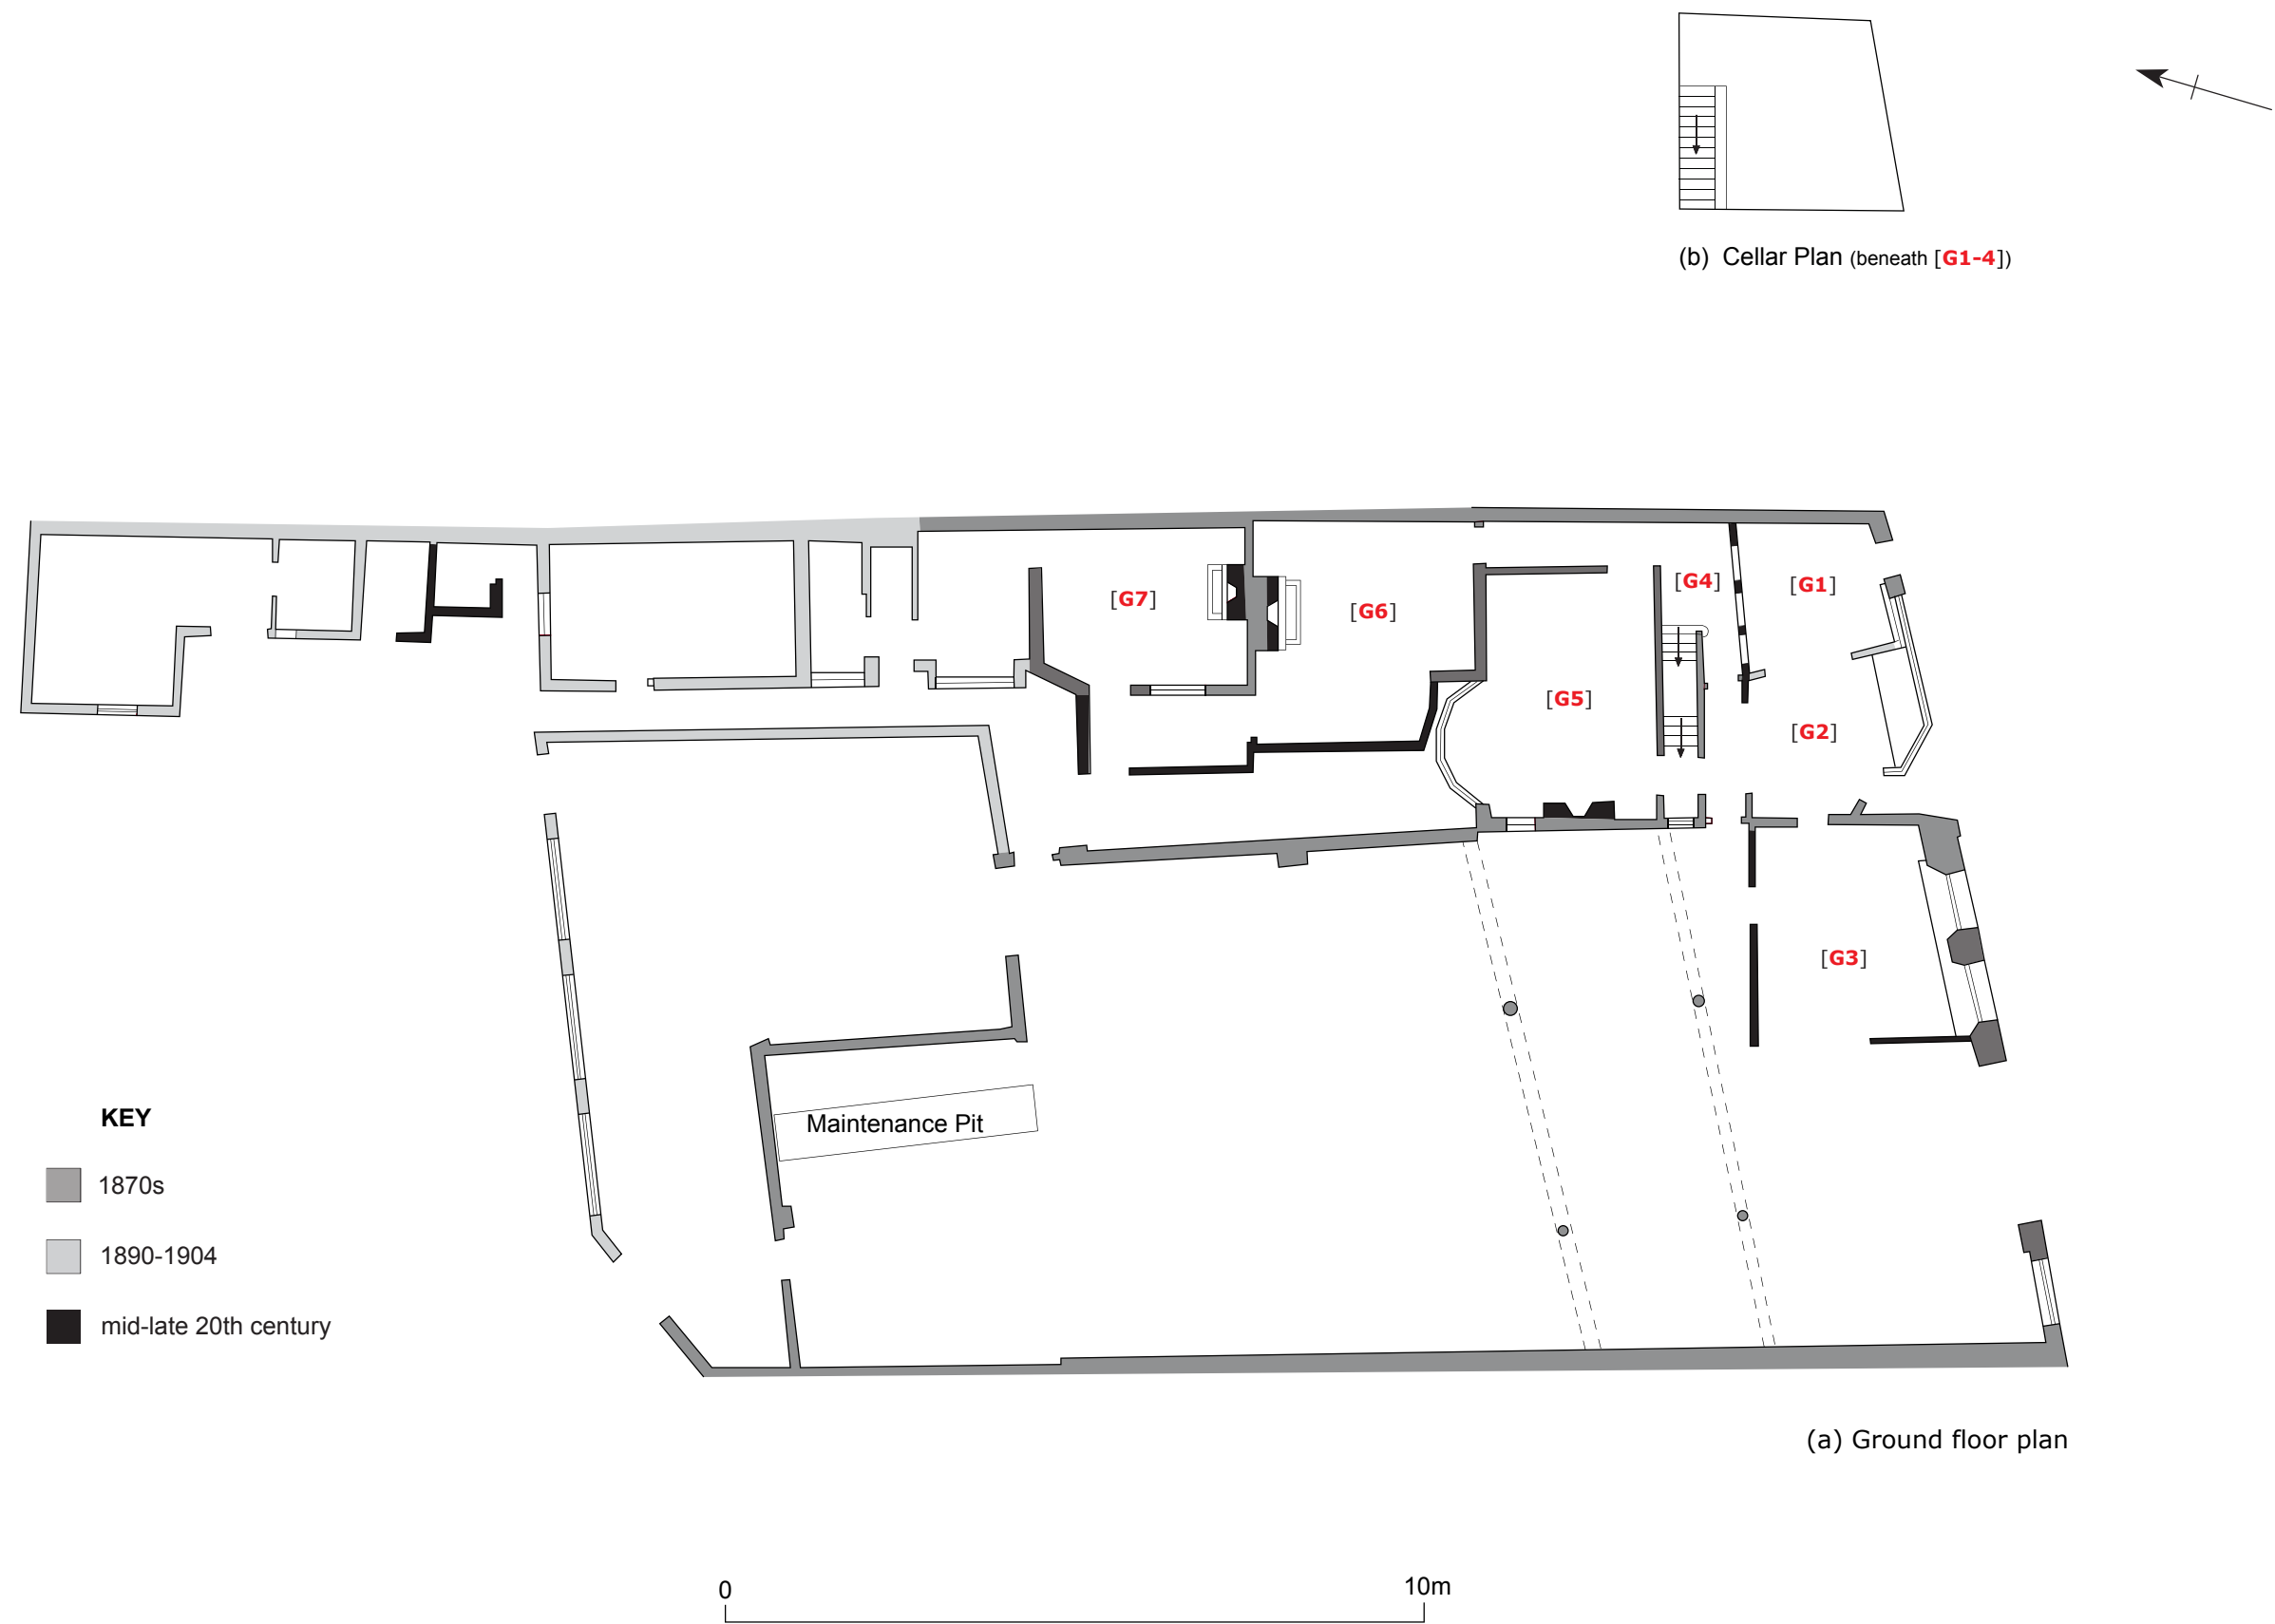 (b) Cellar Plan (beneath [G1-4])
[G7]
[G6]
[G4]
[G1]
[G5]
[G2]
[G3]
Maintenance Pit
KEY
1870s
1890-1904
mid-late 20th century
(a) Ground floor plan
0
10m